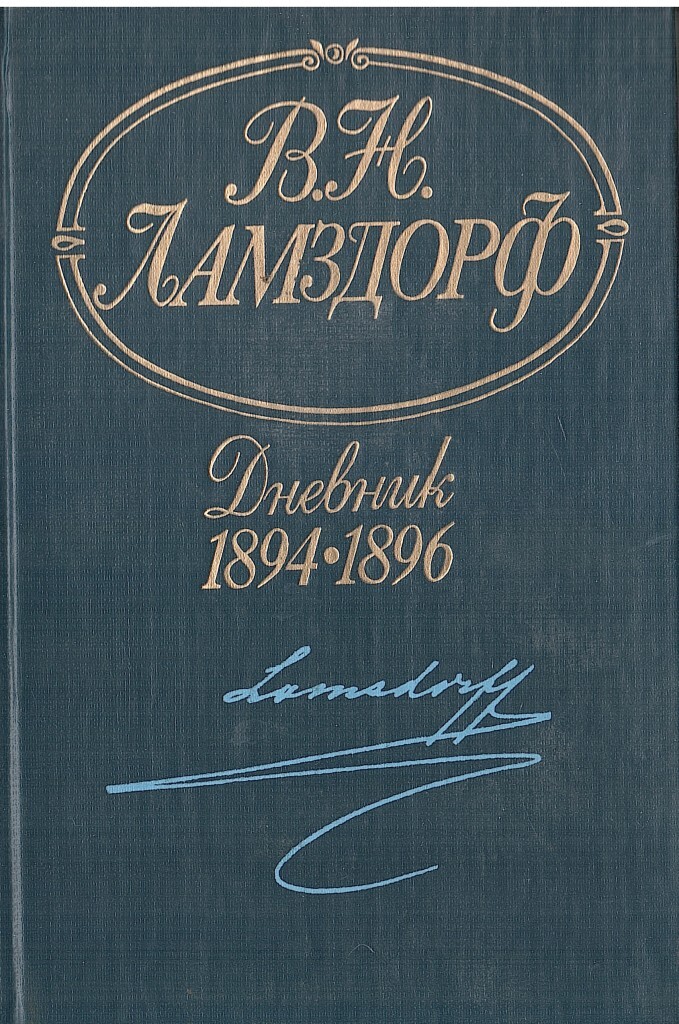 В.Н.
ЛАМЗДОРФ
Дневник
1894•1896
Lamsdorff